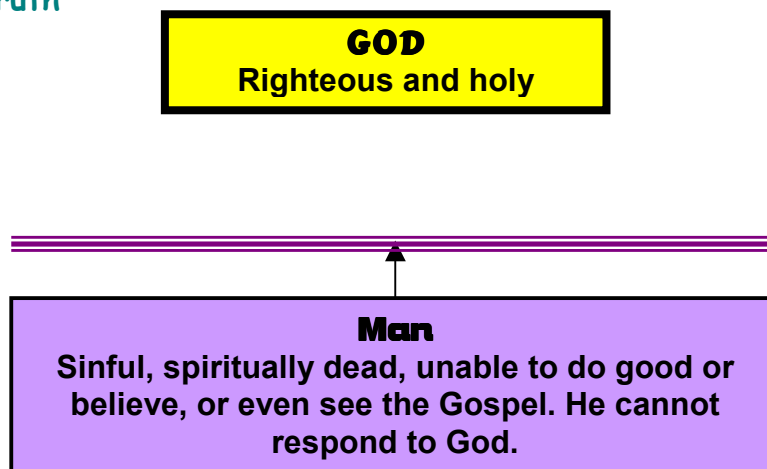 GOD
Righteous and holy
Man
Sinful, spiritually dead, unable to do good or
believe, or even see the Gospel. He cannot
respond to God.